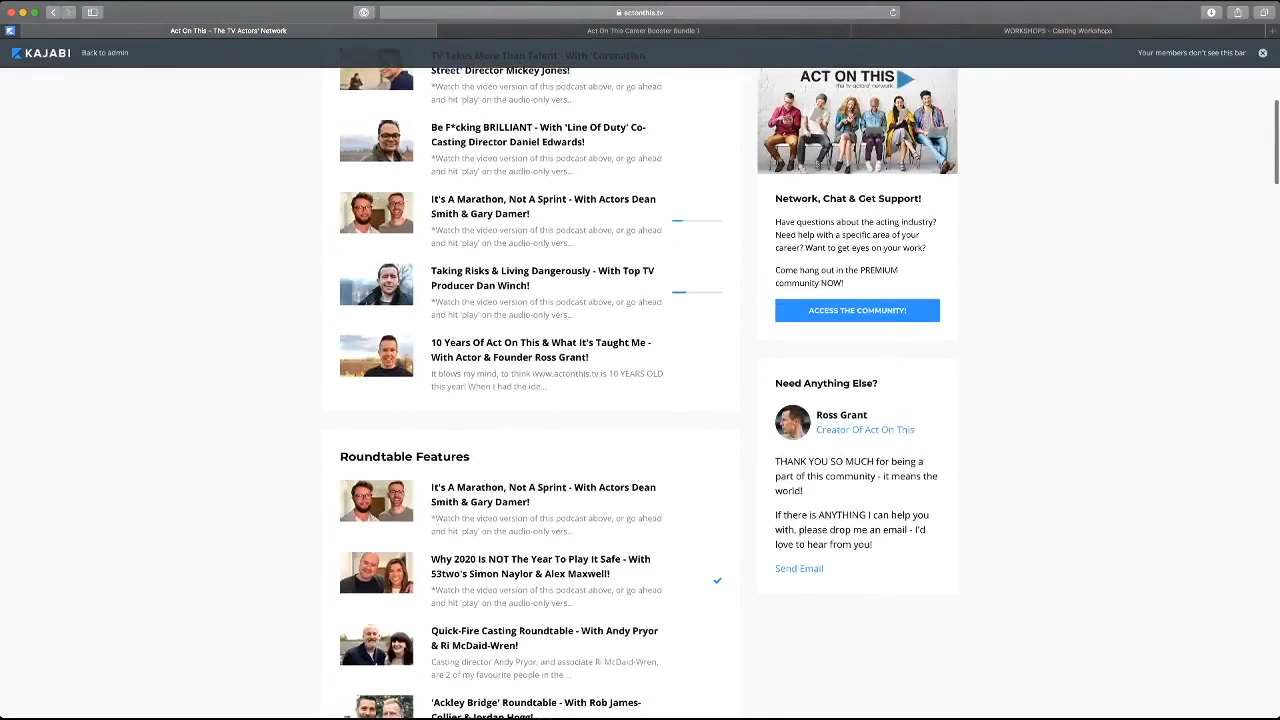 actonthis.tv
Act On This - The TV Actors' Network
Act On This Career Booster Bundle 1
WORKSHOPS - Casting Workshops
KAJABI
Back to admin
Your members don't see this bar
TV Takes More Than Talent - With 'Coronation
Street' Director Mickey Jones!
*Watch the video version of this podcast above, or go ahead
and hit 'play' on the audio-only vers...
Be F*cking BRILLIANT - With 'Line Of Duty' Co-
Casting Director Daniel Edwards!
*Watch the video version of this podcast above, or go ahead
and hit 'play' on the audio-only vers...
It's A Marathon, Not A Sprint - With Actors Dean
Smith & Gary Damer!
*Watch the video version of this podcast above, or go ahead
and hit 'play' on the audio-only vers...
Taking Risks & Living Dangerously - With Top TV
Producer Dan Winch!
*Watch the video version of this podcast above, or go ahead
and hit 'play' on the audio-only vers...
10 Years Of Act On This & What It's Taught Me -
With Actor & Founder Ross Grant!
It blows my mind, to think www.actonthis.tv is 10 YEARS OLD
this year! When I had the ide...
Roundtable Features
It's A Marathon, Not A Sprint - With Actors Dean
Smith & Gary Damer!
*Watch the video version of this podcast above, or go ahead
and hit 'play' on the audio-only vers...
Why 2020 Is NOT The Year To Play It Safe - With
53two's Simon Naylor & Alex Maxwell!
*Watch the video version of this podcast above, or go ahead
and hit 'play' on the audio-only vers...
Quick-Fire Casting Roundtable - With Andy Pryor
& Ri McDaid-Wren!
Casting director Andy Pryor, and associate Ri McDaid-Wren,
are 2 of my favourite people in the ...
'Ackley Bridge' Roundtable - With Rob James-
Collier & Jordan Hogg!
ACT ON THIS
the tv actors' network
Network, Chat & Get Support!
Have questions about the acting industry?
Need help with a specific area of your
career? Want to get eyes on your work?
Come hang out in the PREMIUM
community NOW!
ACCESS THE COMMUNITY!
Need Anything Else?
Ross Grant
Creator Of Act On This
THANK YOU SO MUCH for being a
part of this community - it means the
world!
If there is ANYTHING I can help you
with, please drop me an email - I'd
love to hear from you!
Send Email